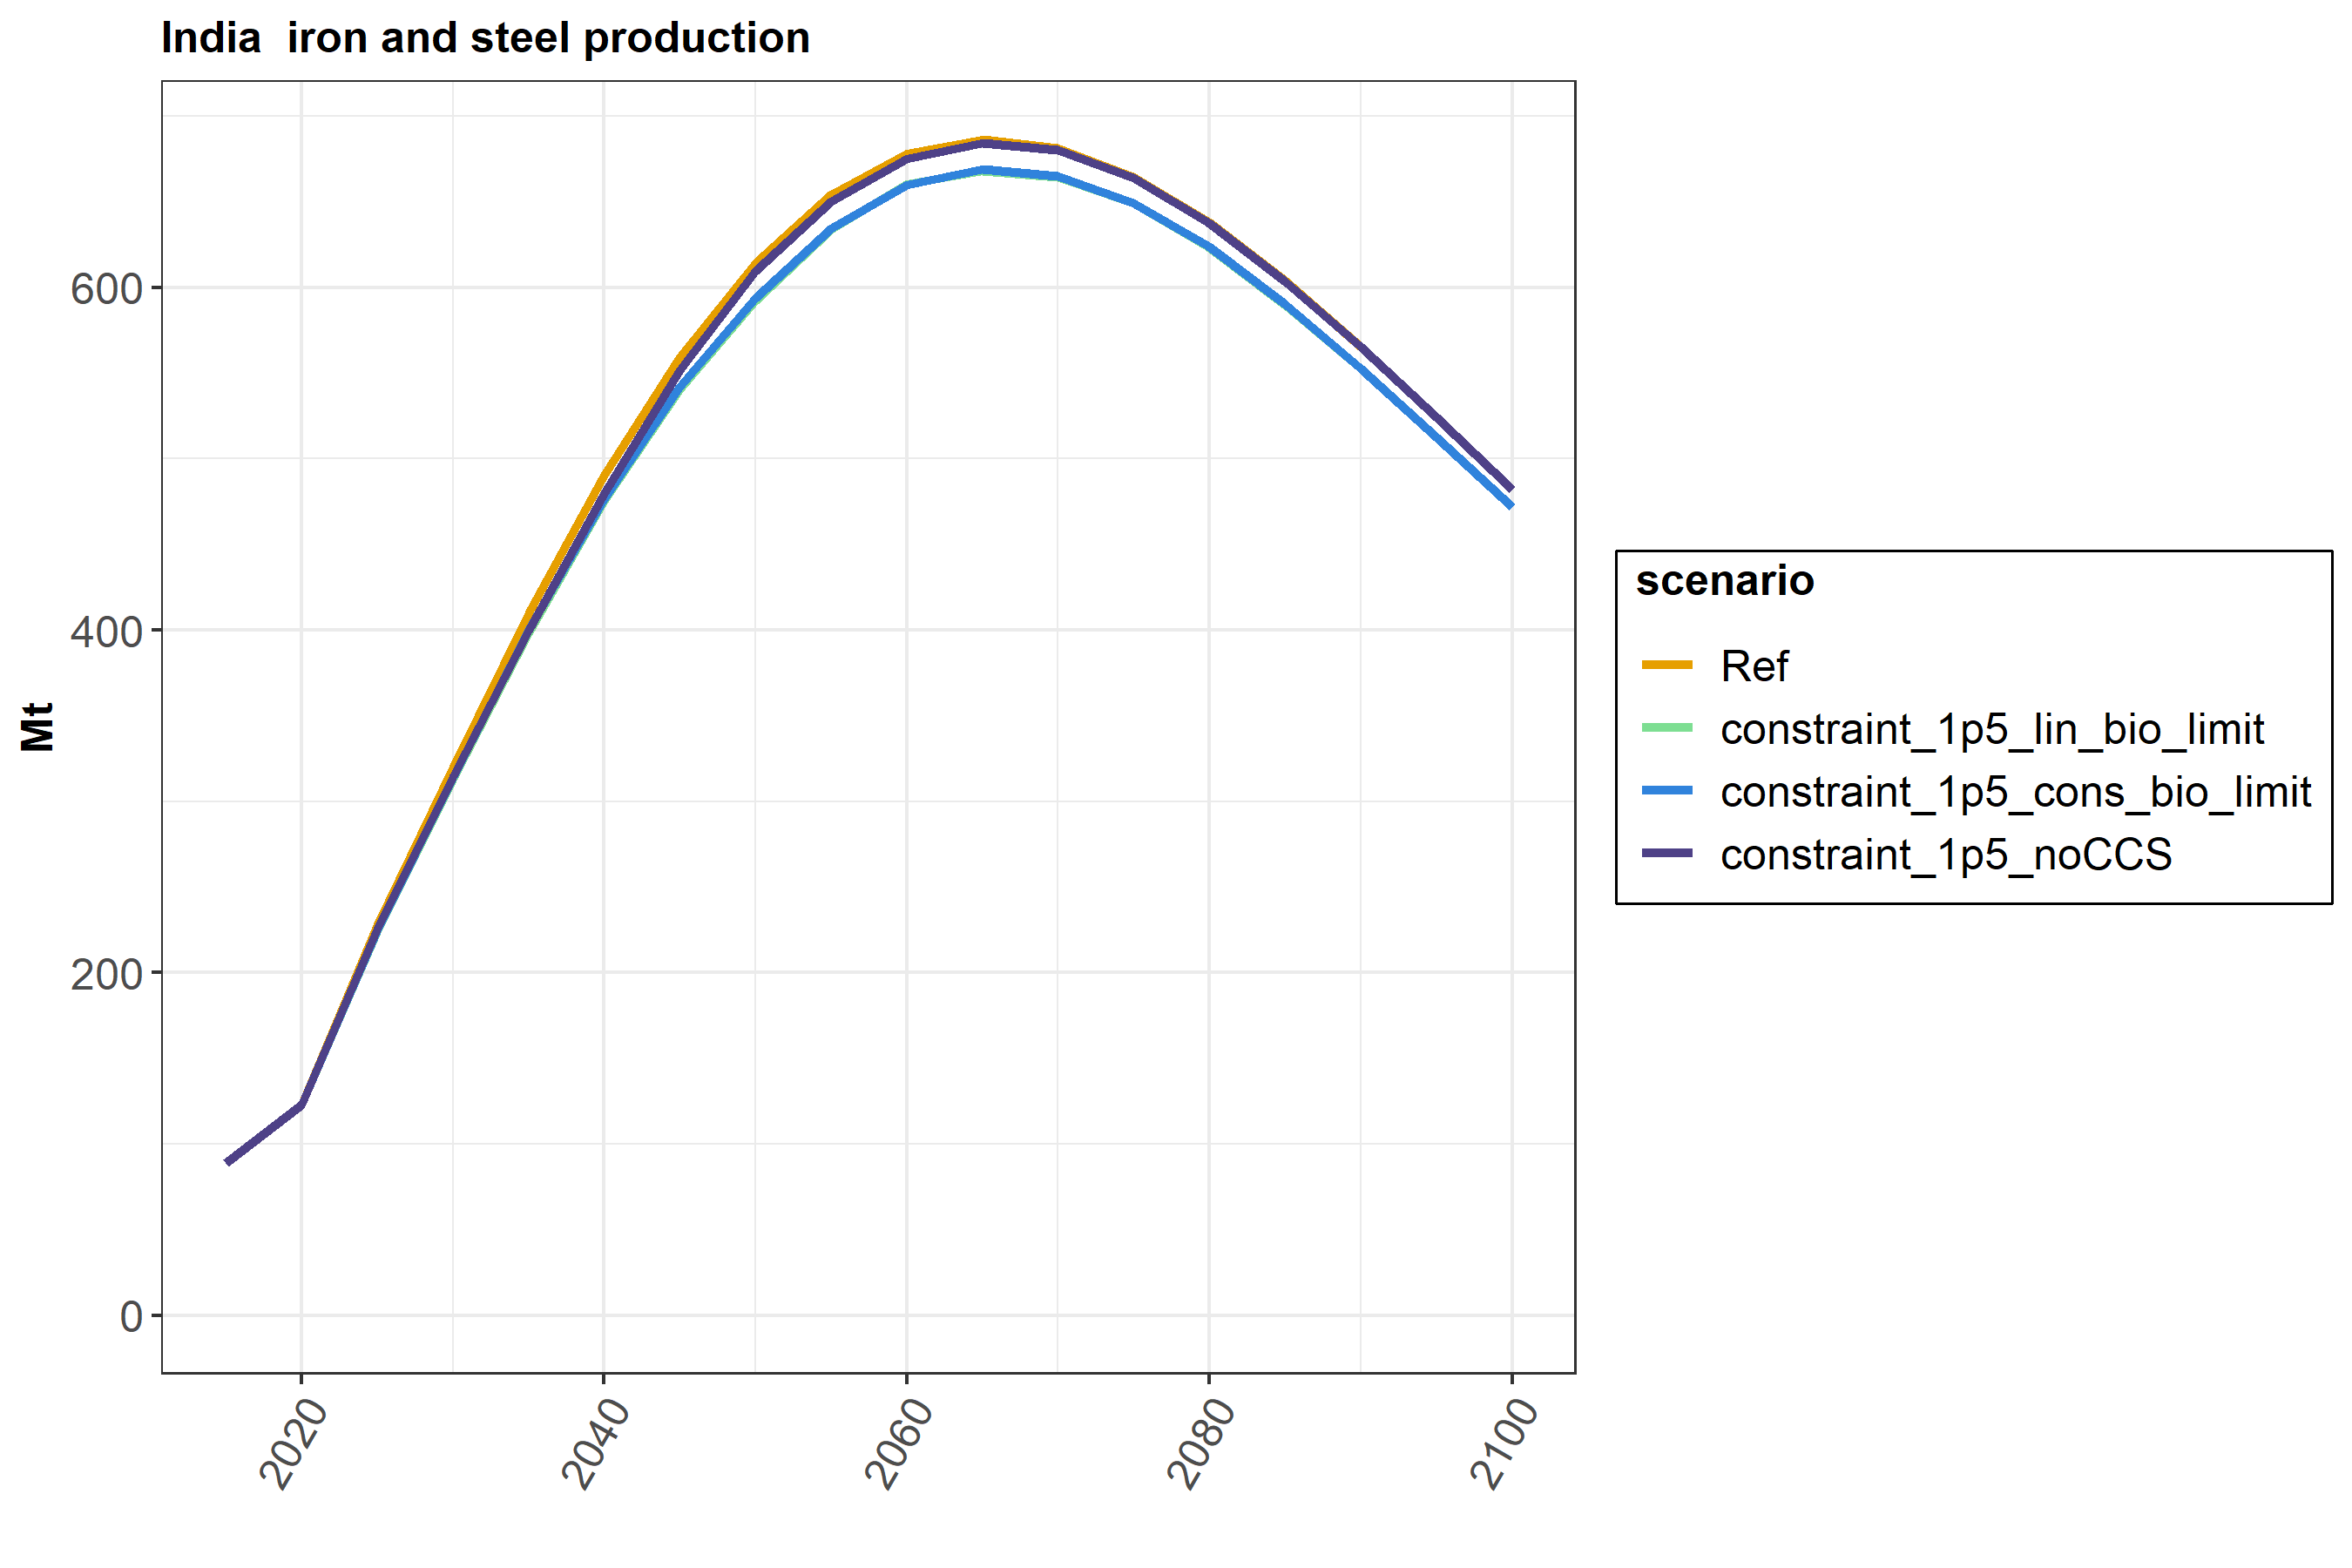 India  iron and steel production
Mt
600
400
200
0
2020
2040
2060
2080
2100
scenario
Ref
constraint_1p5_lin_bio_limit
constraint_1p5_cons_bio_limit
constraint_1p5_noCCS